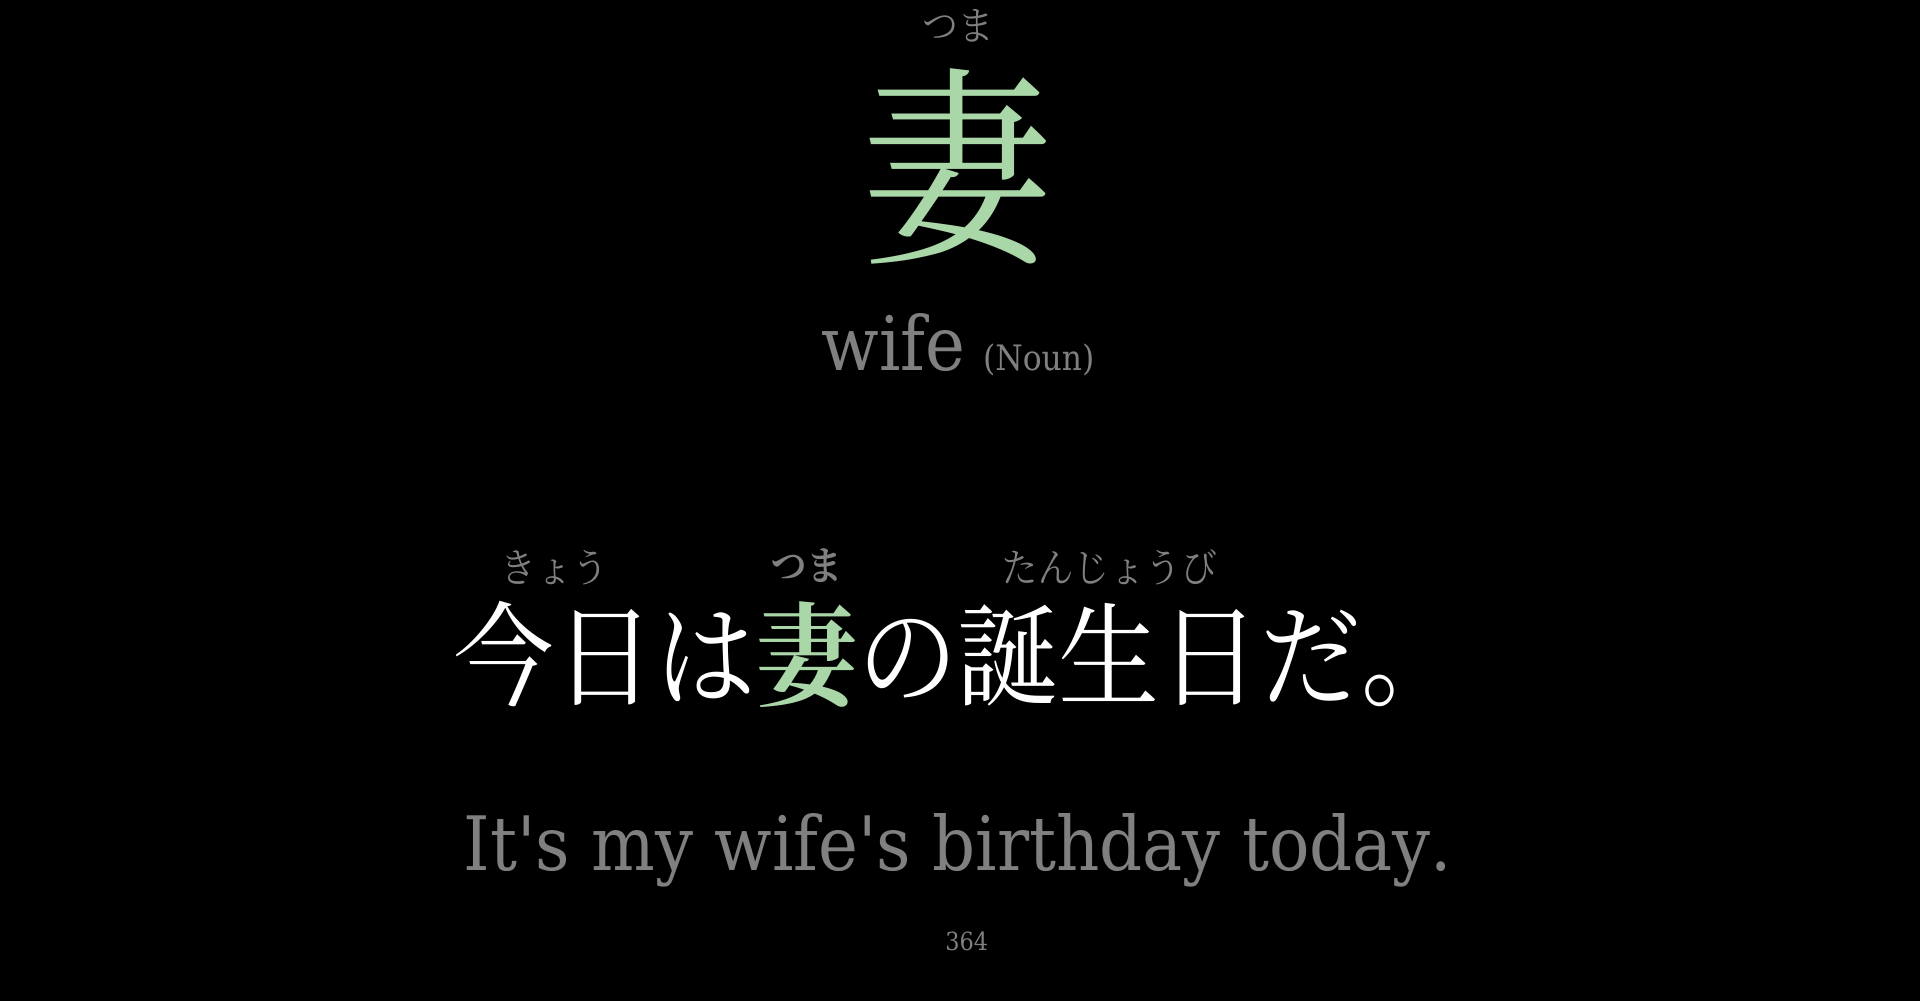 つま
妻
wife (Noun)
きょう つま たんじょうび
今日は妻の誕生日だ。
It's my wife's birthday today.
364